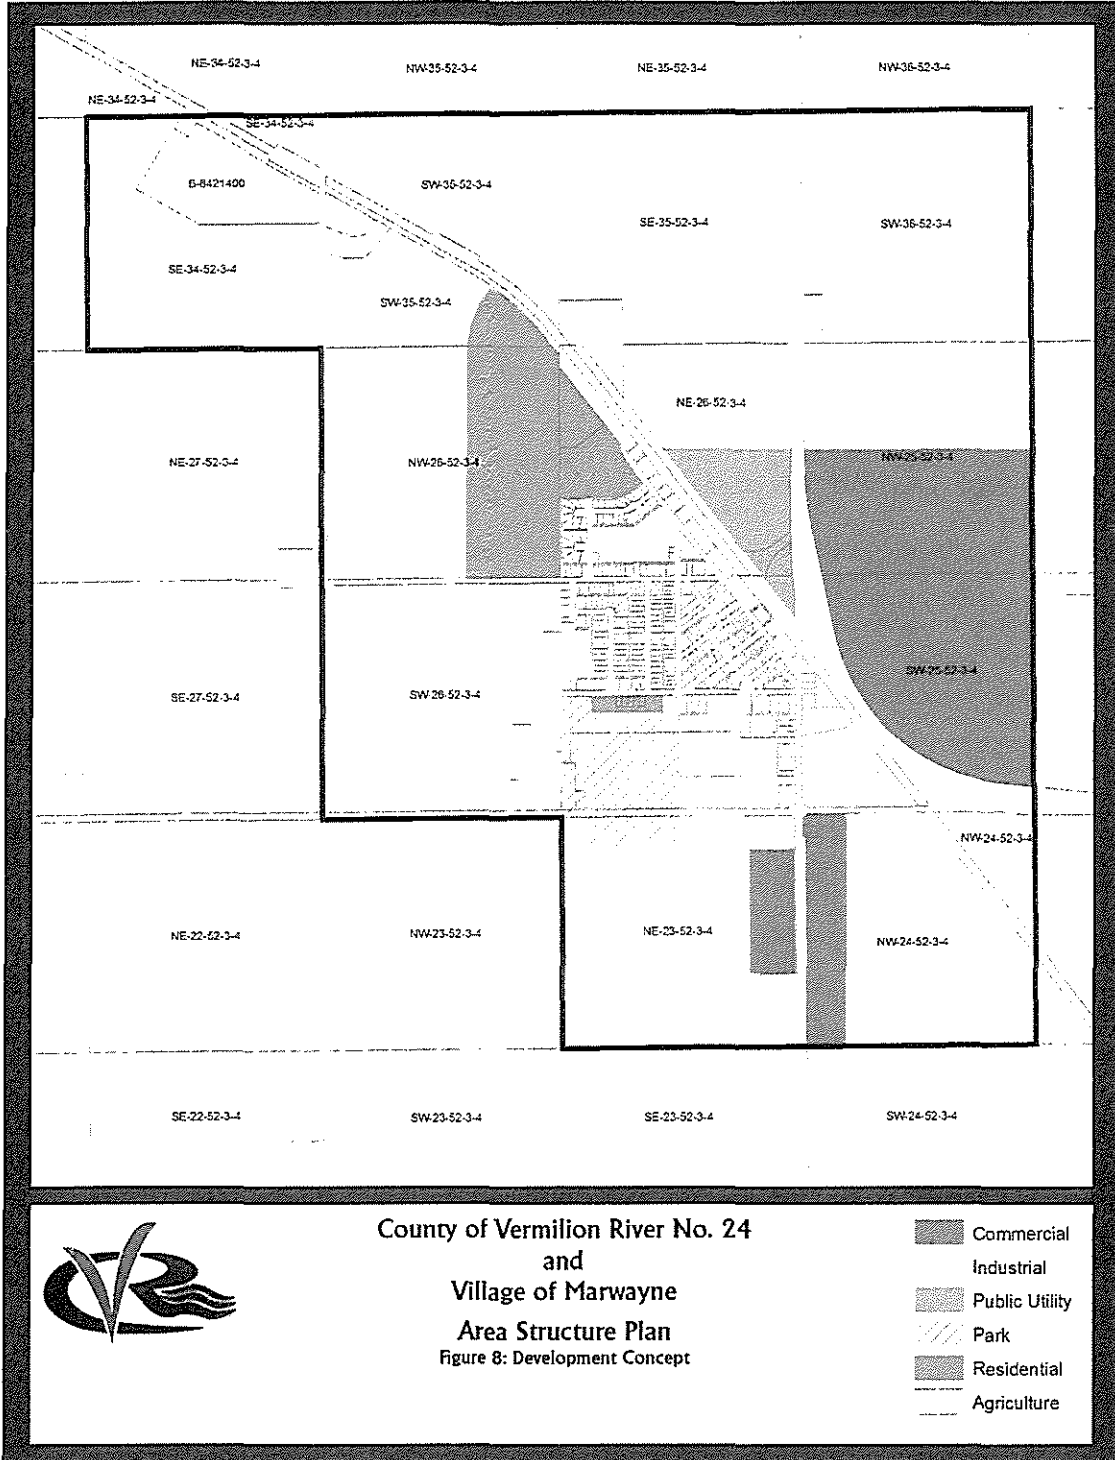 NE-34-52-3-4
NW-35-52-3-4
NE-35-52-3-4
NW-36-52-3-4
NE-34-52-3-4
SE-34-52-3-4
SW-35-52-3-4
SE-35-52-3-4
SW-36-52-3-4
SE-34-52-3-4
SW-35-52-3-4
NE-26-52-3-4
NE-27-52-3-4
NW-26-52-3-4
NW-25-52-3-4
SE-27-52-3-4
SW-26-52-3-4
SW-25-52-3-4
NW-24-52-3-4
NE-22-52-3-4
NW-23-52-3-4
NE-23-52-3-4
NW-24-52-3-4
SE-22-52-3-4
SW-23-52-3-4
SE-23-52-3-4
SW-24-52-3-4
County of Vermilion River No. 24
and
Village of Marwayne
Area Structure Plan
Figure 8: Development Concept
Commercial
Industrial
Public Utility
Park
Residential
Agriculture